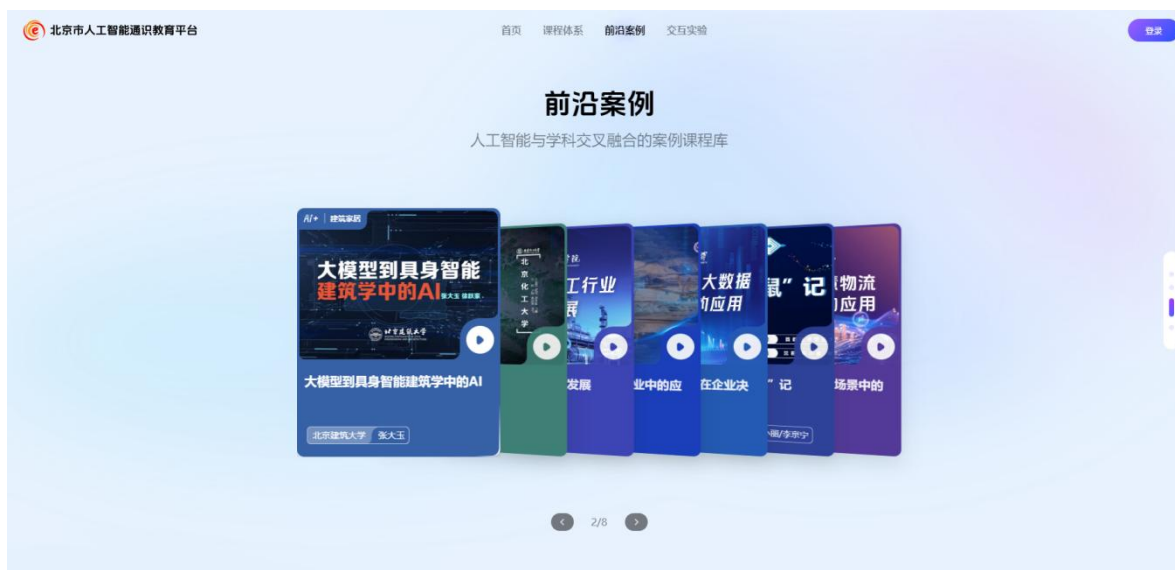 北京市人工智能通识教育平台
首页 课程体系 前沿案例 交互实验
登录
前沿案例
人工智能与学科交叉融合的案例课程库
AI+ | 建筑家居
大模型到具身智能
建筑学中的AI
北京建筑大学
大模型到具身智能建筑学中的AI
北京建筑大学 张大玉
北京化工大学
工行业
展
发展
业中的应
大数据
的应用
在企业决
鼠”记
”记
/李京宁
物流
应用
场景中的
2/8